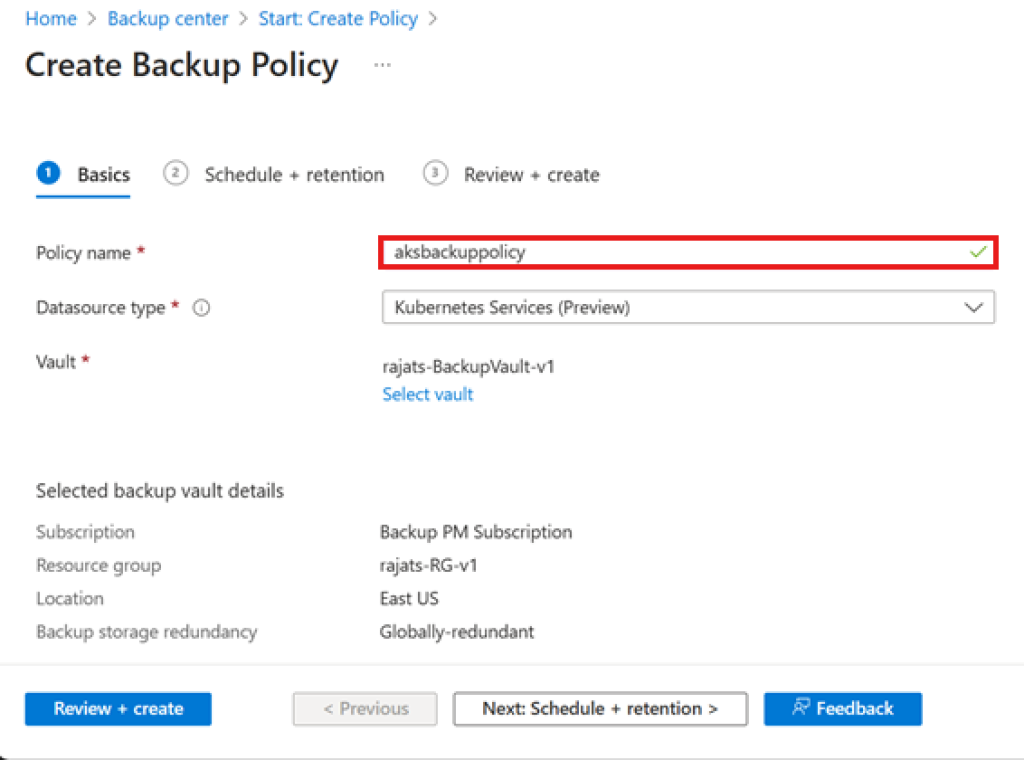 Home > Backup center > Start: Create Policy >
Create Backup Policy ...
1 Basics 2 Schedule + retention 3 Review + create
Policy name * aksbackuppolicy
Datasource type * Kubernetes Services (Preview)
Vault * rajats-BackupVault-v1
Select vault
Selected backup vault details
Subscription Backup PM Subscription
Resource group rajats-RG-v1
Location East US
Backup storage redundancy Globally-redundant
Review + create < Previous Next: Schedule + retention > Feedback